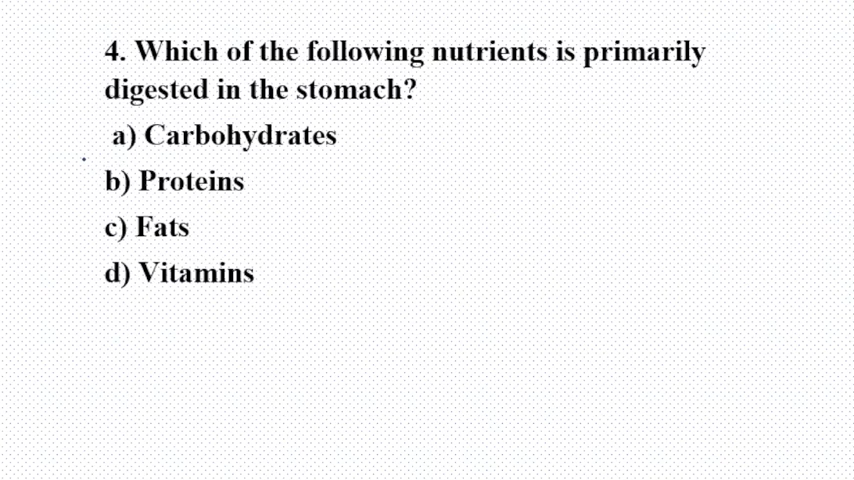 4. Which of the following nutrients is primarily
digested in the stomach?
a) Carbohydrates
b) Proteins
c) Fats
d) Vitamins